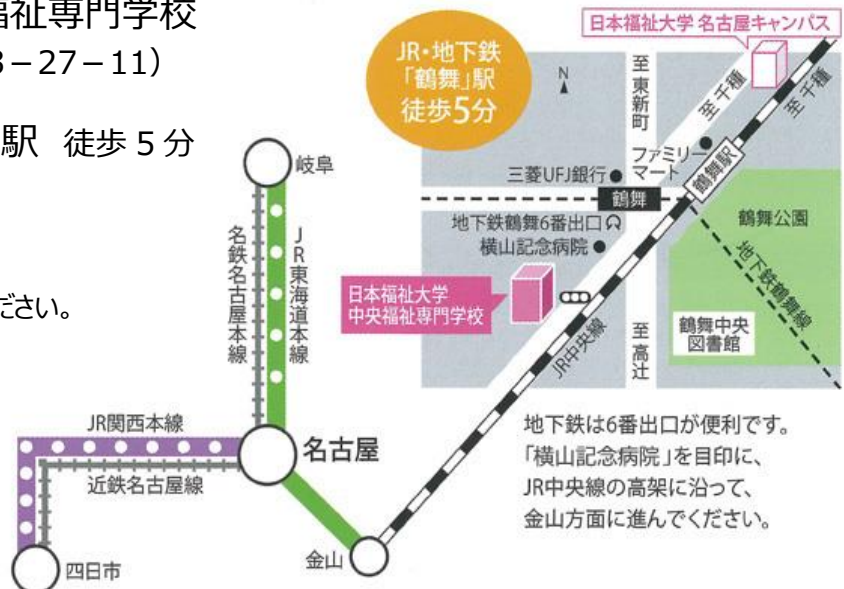 福祉専門学校
3－27－11）
駅 徒歩 5 分
ださい。
JR・地下鉄
「鶴舞」駅
徒歩5分
日本福祉大学 名古屋キャンパス
N
至東新町
至千種
至千種
ファミリー
マート
鶴舞駅
三菱UFJ銀行
鶴舞
地下鉄鶴舞6番出口
横山記念病院
鶴舞公園
地下鉄鶴舞線
日本福祉大学
中央福祉専門学校
JR中央線
至高辻
鶴舞中央
図書館
岐阜
名鉄名古屋本線
JR東海道本線
JR関西本線
名古屋
近鉄名古屋線
四日市
金山
地下鉄は6番出口が便利です。
「横山記念病院」を目印に、
JR中央線の高架に沿って、
金山方面に進んでください。